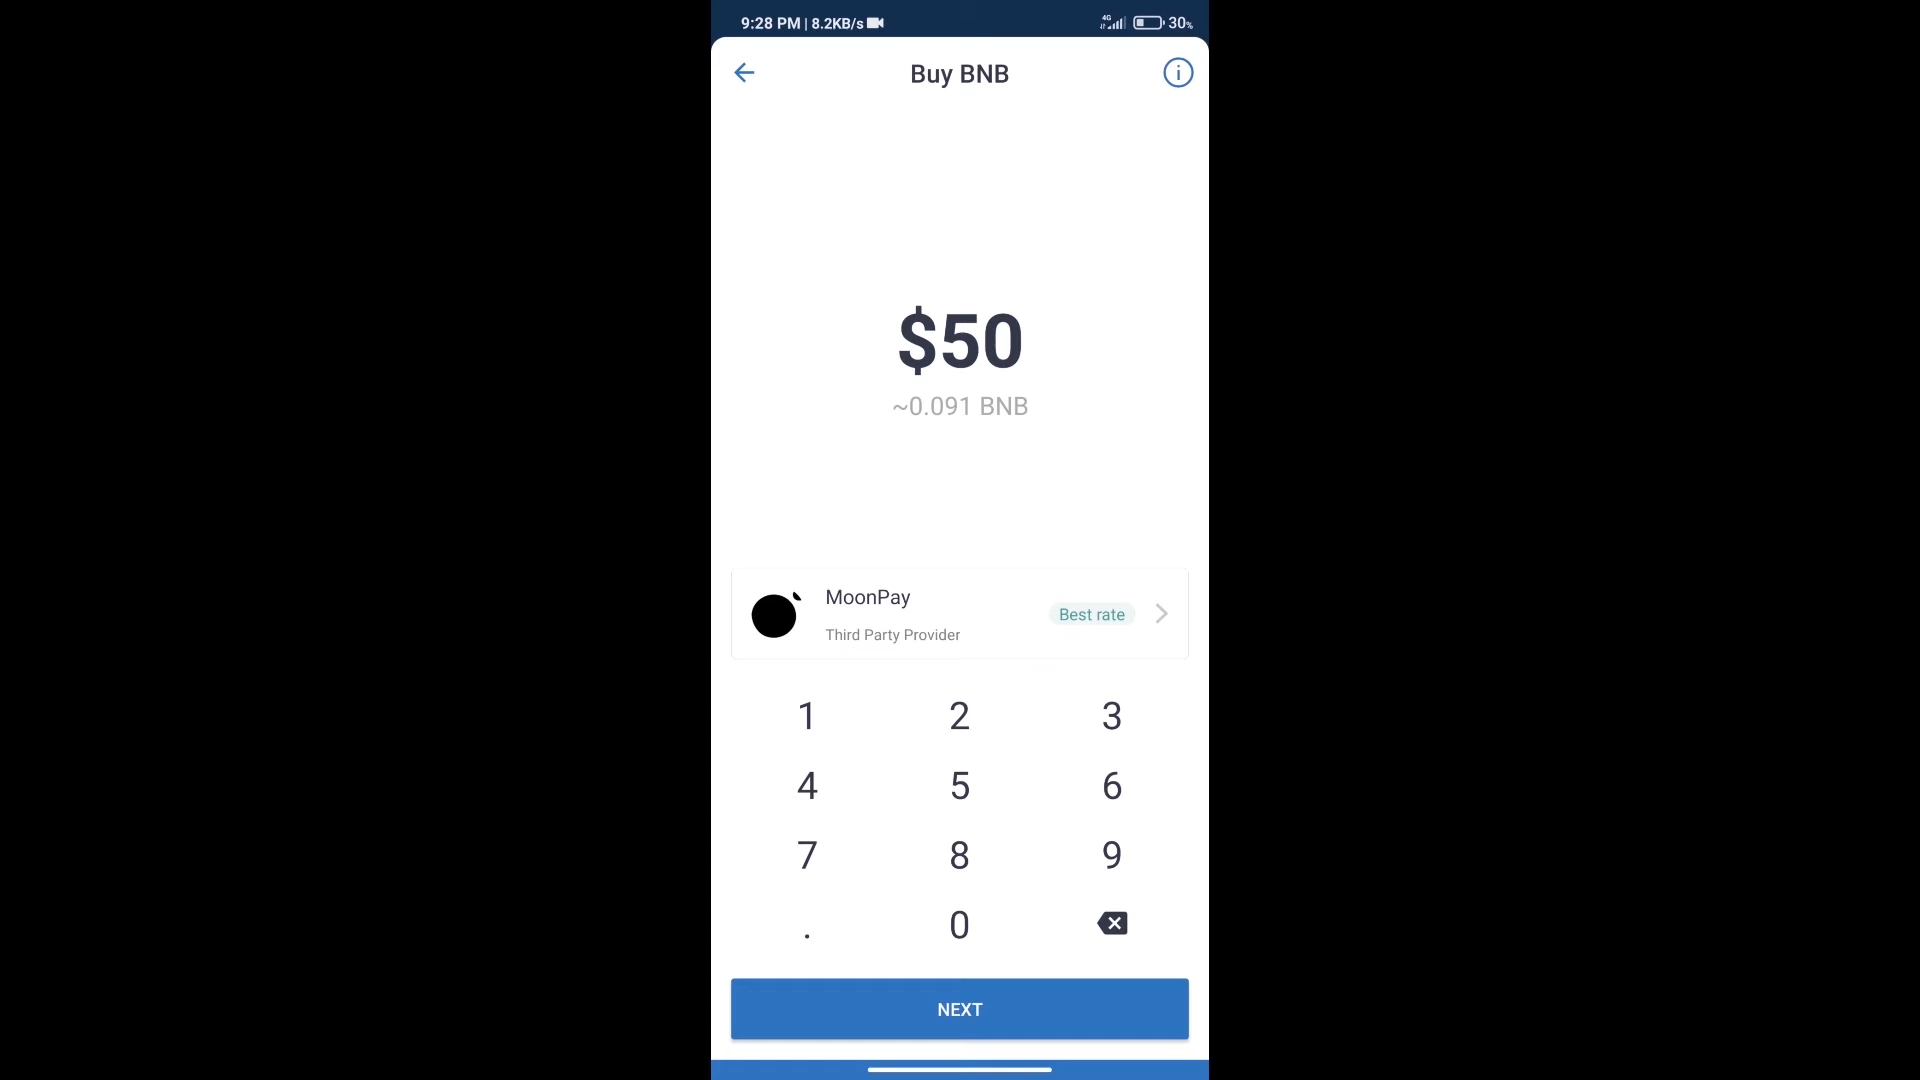 9:28 PM | 8.2KB/s 4G 30%
Buy BNB
$50
~0.091 BNB
MoonPay
Best rate
Third Party Provider
1 2 3
4 5 6
7 8 9
. 0
NEXT